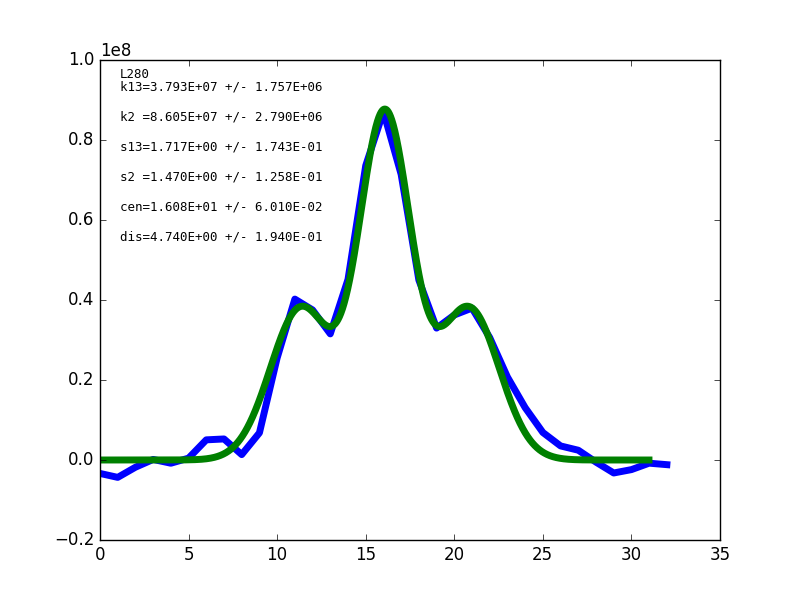 1e8
1.0
L280
k13=3.793E+07 +/- 1.757E+06
k2 =8.605E+07 +/- 2.790E+06
0.8
s13=1.717E+00 +/- 1.743E-01
s2 =1.470E+00 +/- 1.258E-01
0.6
cen=1.608E+01 +/- 6.010E-02
dis=4.740E+00 +/- 1.940E-01
0.4
0.2
0.0
−0.2
0 5 10 15 20 25 30 35